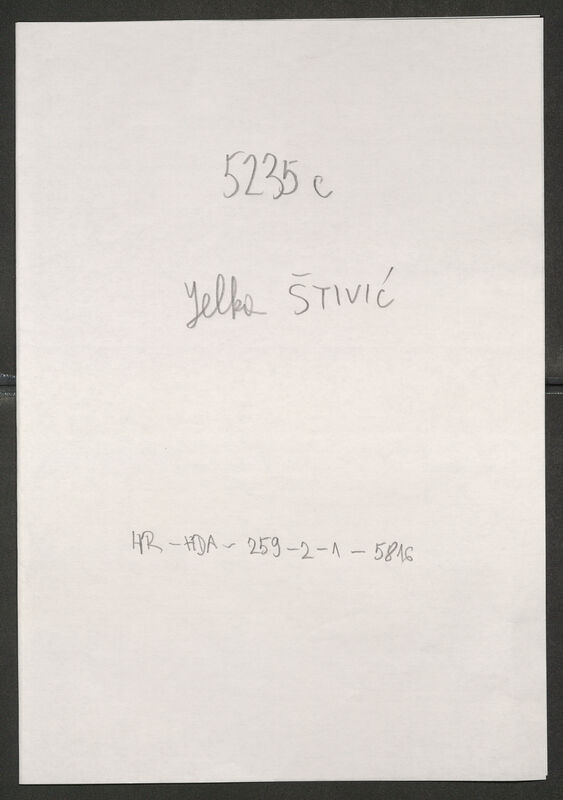 5235 c
Jelka ŠTIVIĆ
HR-HDA-259-2-1-5816